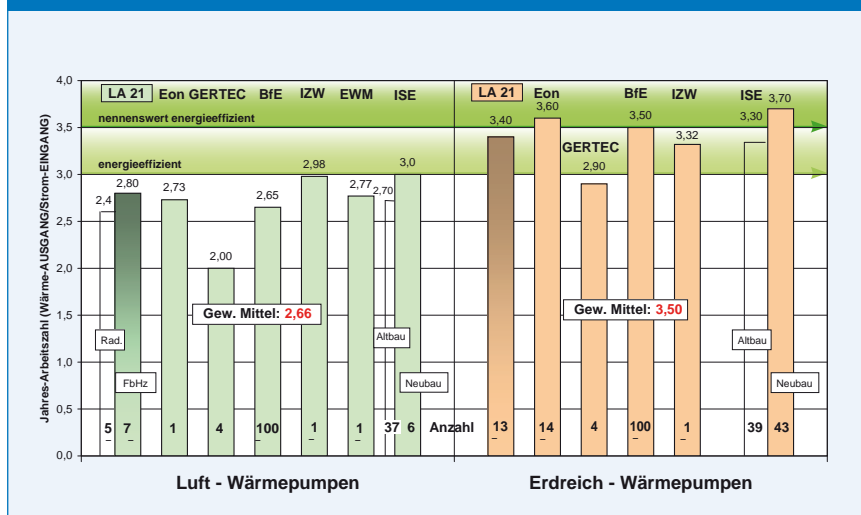 Jahres-Arbeitszahl (Wärme-AUSGANG/Strom-EINGANG)
4,0
3,5
3,0
2,5
2,0
1,5
1,0
0,5
0,0
LA 21 Eon GERTEC BfE IZW EWM ISE
nennenswert energieeffizient
energieeffizient
2,4 2,80 2,73 2,00 2,65 2,98 2,77 2,70 3,0
Gew. Mittel: 2,66
Rad.
FbHz
Altbau
Neubau
5 7 1 4 100 1 1 37 6 Anzahl
Luft - Wärmepumpen
LA 21 Eon BfE IZW ISE
GERTEC
3,40 3,60 2,90 3,50 3,32 3,30 3,70
Gew. Mittel: 3,50
Altbau
Neubau
13 14 4 100 1 39 43
Erdreich - Wärmepumpen